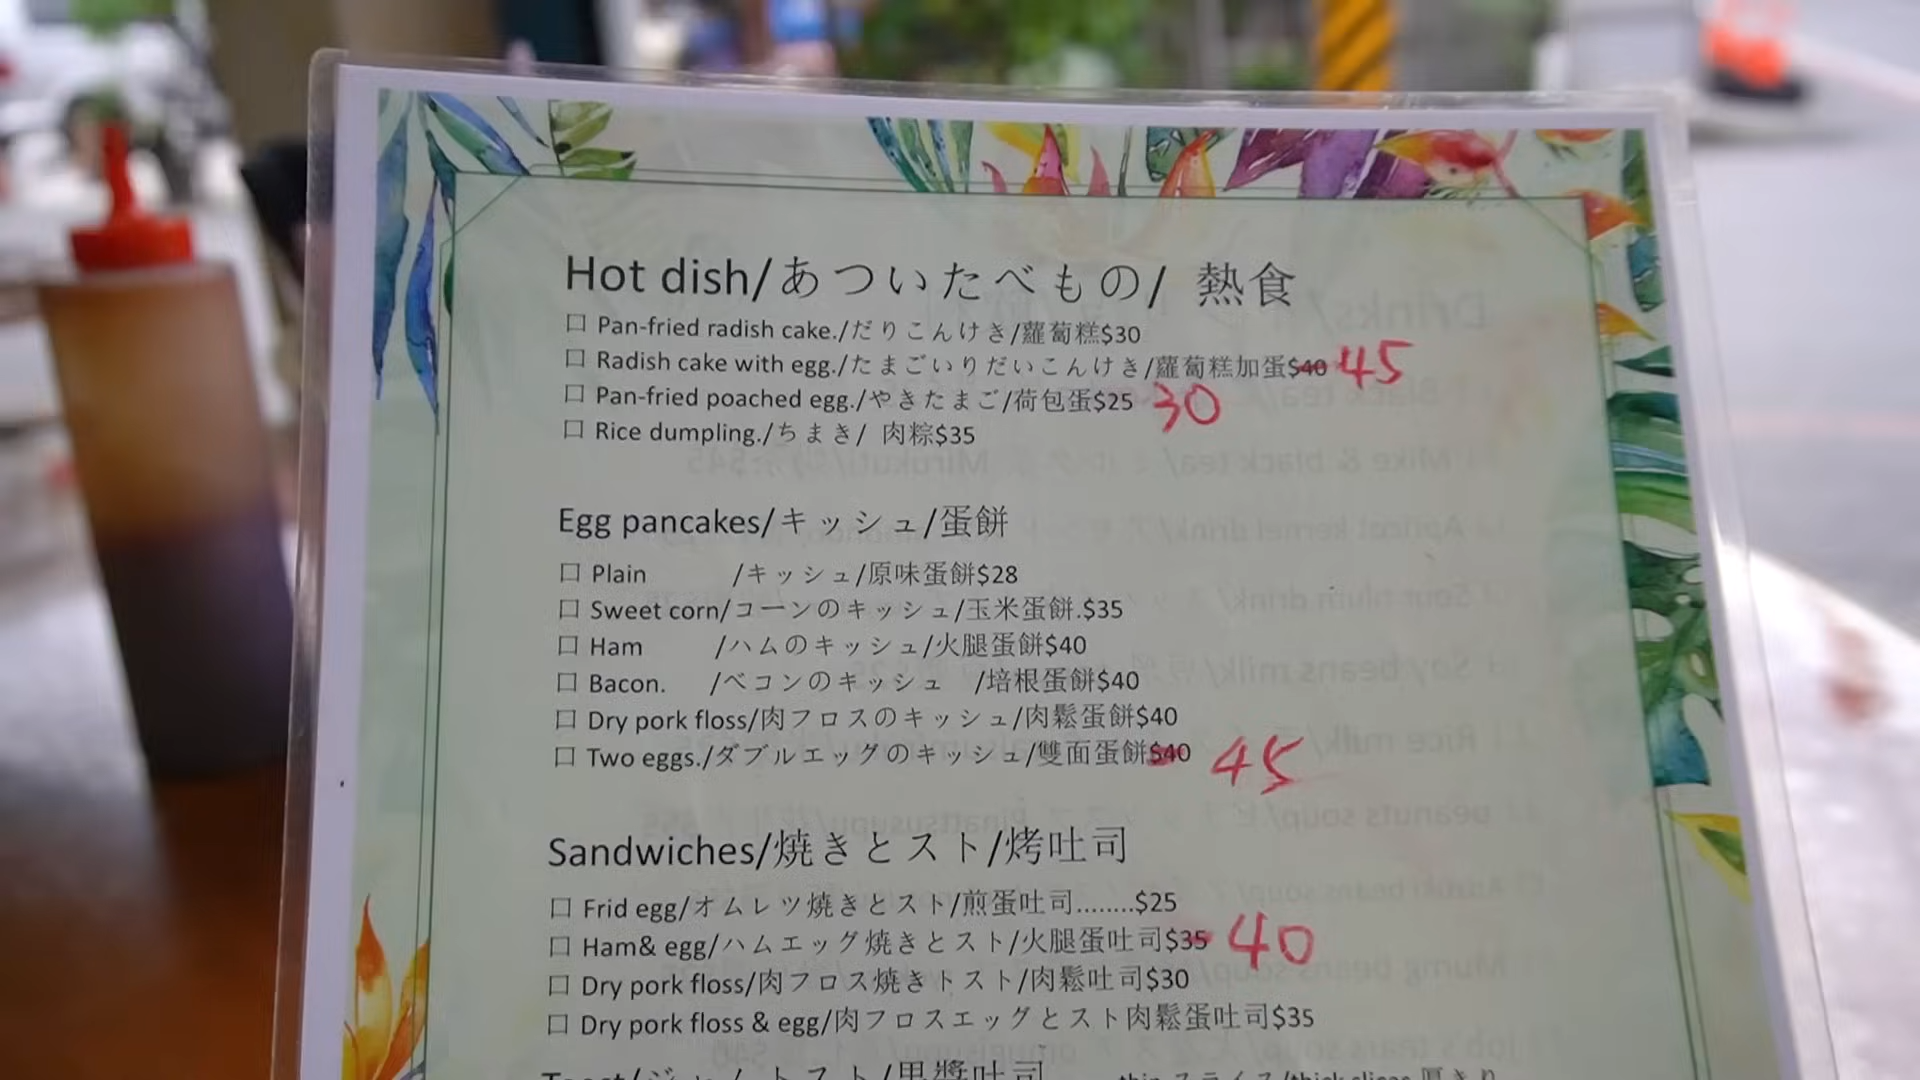 Hot dish/あついたべもの/ 熱食
☐ Pan-fried radish cake./だりこんけき/蘿蔔糕$30
☐ Radish cake with egg./たまごいりだいこんけき/蘿蔔糕加蛋$40 45
☐ Pan-fried poached egg./やきたまご/荷包蛋$25 30
☐ Rice dumpling./ちまき/ 肉粽$35
Egg pancakes/キッシュ/蛋餅
☐ Plain /キッシュ/原味蛋餅$28
☐ Sweet corn/コーンのキッシュ/玉米蛋餅.$35
☐ Ham /ハムのキッシュ/火腿蛋餅$40
☐ Bacon. /ベコンのキッシュ /培根蛋餅$40
☐ Dry pork floss/肉フロスのキッシュ/肉鬆蛋餅$40
☐ Two eggs./ダブルエッグのキッシュ/雙面蛋餅$40 45
Sandwiches/焼きとスト/烤吐司
☐ Frid egg/オムレツ焼きとスト/煎蛋吐司........$25
☐ Ham& egg/ハムエッグ焼きとスト/火腿蛋吐司$35 40
☐ Dry pork floss/肉フロス焼きトスト/肉鬆吐司$30
☐ Dry pork floss & egg/肉フロスエッグとスト肉鬆蛋吐司$35